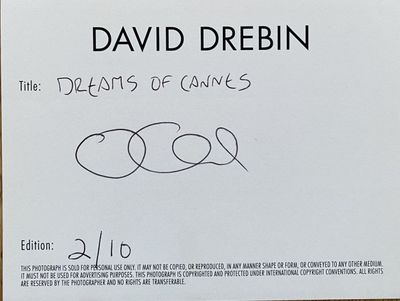 DAVID DREBIN
Title: DREAMS OF CANNES
Edition: 2/10
THIS PHOTOGRAPH IS SOLD FOR PERSONAL USE ONLY. IT MAY NOT BE COPIED, OR REPRODUCED, IN ANY MANNER SHAPE OR FORM, OR CONVEYED TO ANY OTHER MEDIUM.
IT MUST NOT BE USED FOR ADVERTISING PURPOSES. THIS PHOTOGRAPH IS COPYRIGHTED AND PROTECTED UNDER INTERNATIONAL COPYRIGHT CONVENTIONS. ALL RIGHTS
ARE RESERVED BY THE PHOTOGRAPHER AND NO RIGHTS ARE TRANSFERABLE.